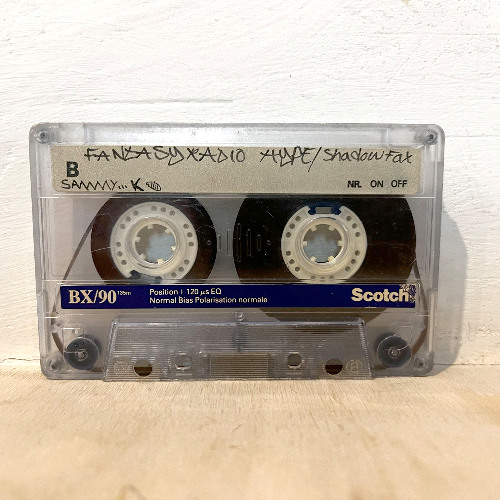 FANTASY RADIO HYPE/ShadowFax
B
SAMMY... K
NR. ON OFF
BX/90 135m
Position I 120 µs EQ
Normal Bias Polarisation normale
Scotch